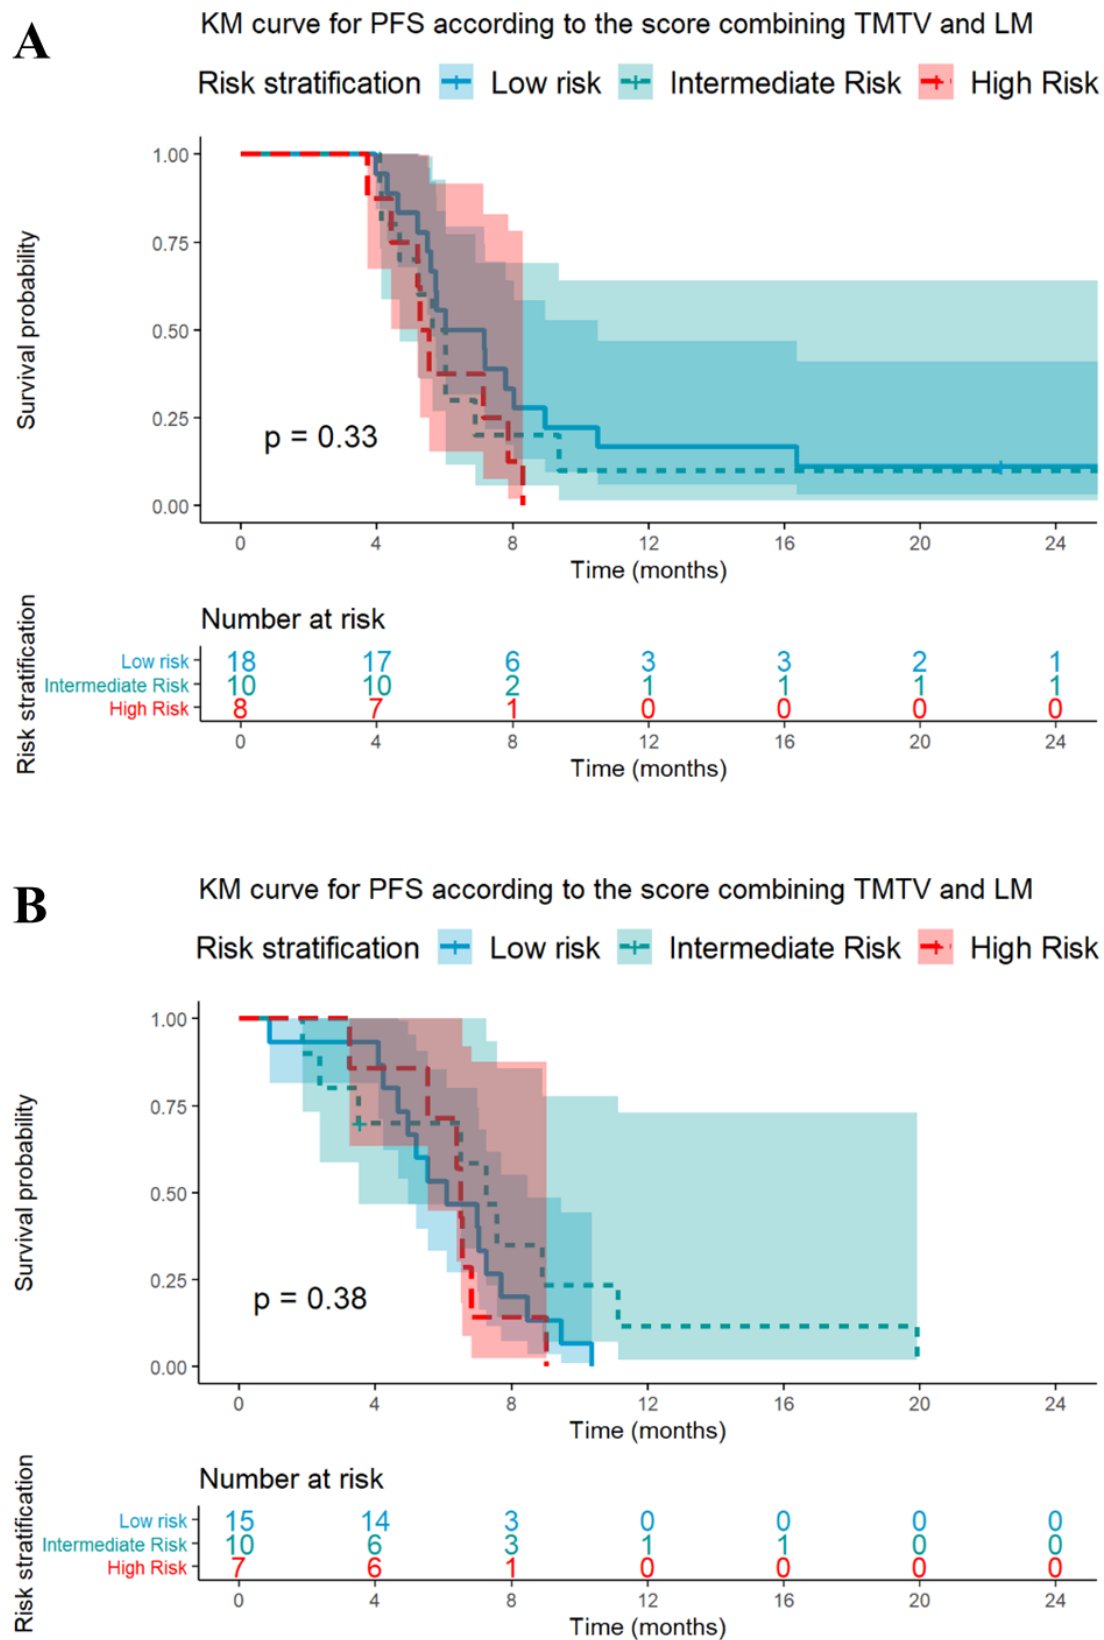 A
KM curve for PFS according to the score combining TMTV and LM
Risk stratification Low risk Intermediate Risk High Risk
Survival probability
1.00
0.75
0.50
0.25
0.00
p = 0.33
0 4 8 12 16 20 24
Time (months)
Number at risk
Risk stratification
Low risk 18 17 6 3 3 2 1
Intermediate Risk 10 10 2 1 1 1 1
High Risk 8 7 1 0 0 0 0
0 4 8 12 16 20 24
Time (months)
B
KM curve for PFS according to the score combining TMTV and LM
Risk stratification Low risk Intermediate Risk High Risk
Survival probability
1.00
0.75
0.50
0.25
0.00
p = 0.38
0 4 8 12 16 20 24
Time (months)
Number at risk
Risk stratification
Low risk 15 14 3 0 0 0 0
Intermediate Risk 10 6 3 1 1 0 0
High Risk 7 6 1 0 0 0 0
0 4 8 12 16 20 24
Time (months)